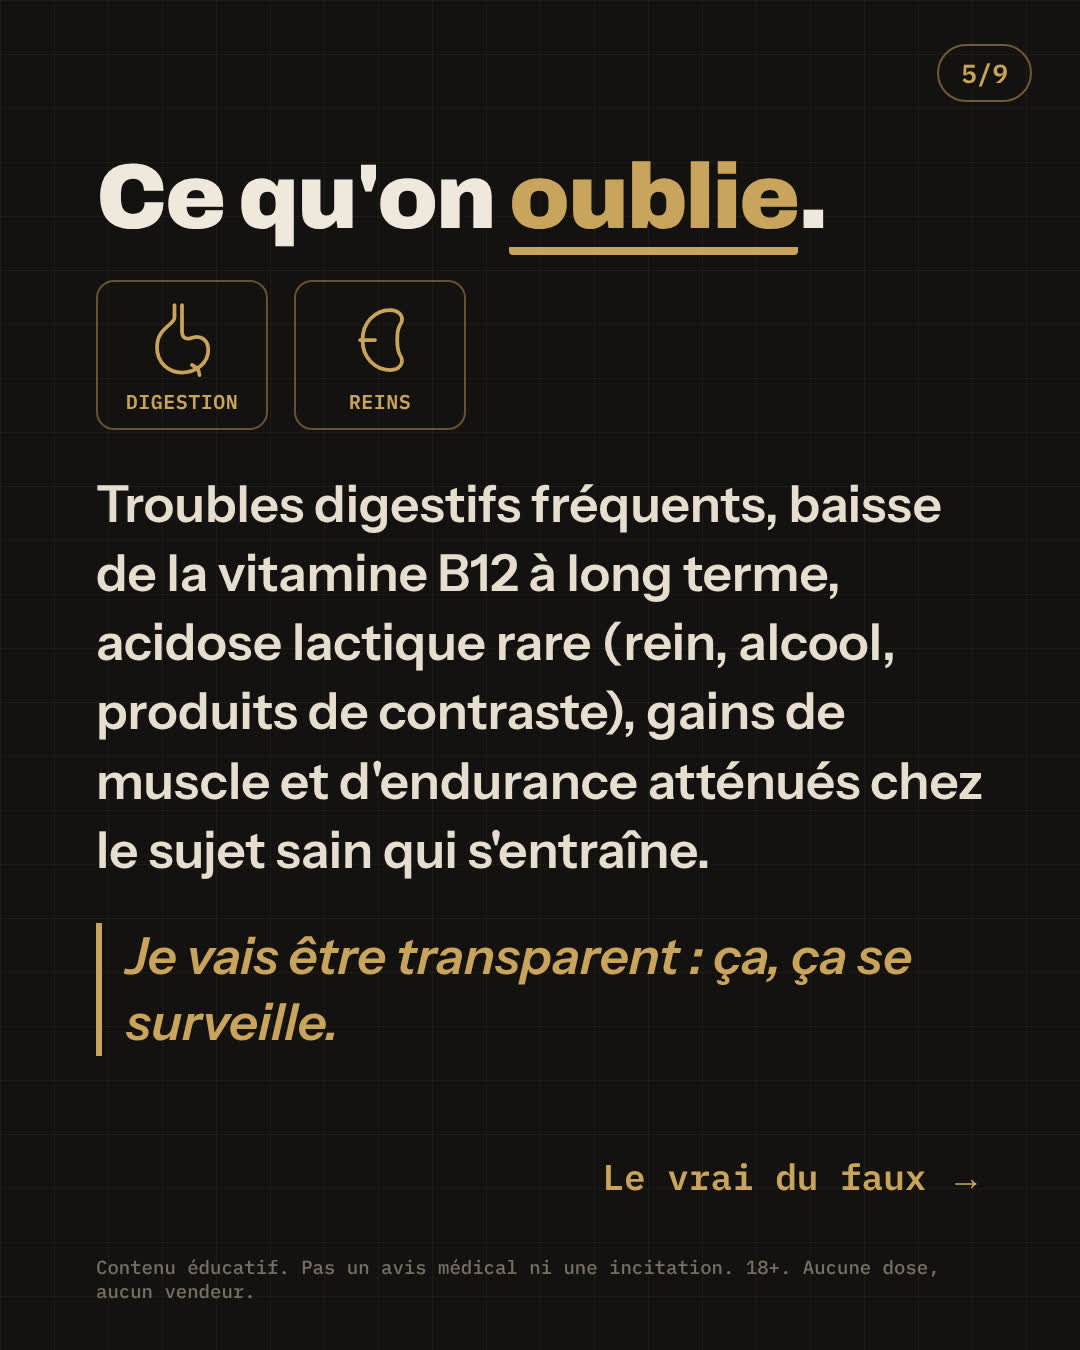 5/9
Ce qu'on oublie.
DIGESTION
REINS
Troubles digestifs fréquents, baisse
de la vitamine B12 à long terme,
acidose lactique rare (rein, alcool,
produits de contraste), gains de
muscle et d'endurance atténués chez
le sujet sain qui s'entraîne.
Je vais être transparent : ça, ça se
surveille.
Le vrai du faux →
Contenu éducatif. Pas un avis médical ni une incitation. 18+. Aucune dose,
aucun vendeur.